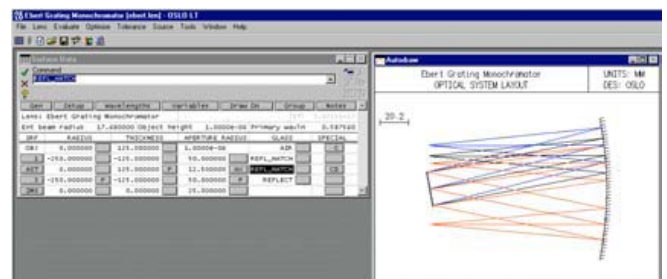 Ebert Grating Monochromator [ebert.len] - OSLO LT
File Lens Evaluate Optimize Tolerance Source Tools Window Help
Surface Data
Command
REFL_HATCH
Gen Setup Wavelengths Variables Draw On Group Notes
Lens: Ebert Grating Monochromator
Ent beam radius 17.680000 Object height 1.0000e-08 Primary wavln 0.587560
SRF RADIUS THICKNESS APERTURE RADIUS GLASS SPECIAL
OBJ 0.000000 125.000000 1.0000e-08 AIR
1 -250.000000 -125.000000 50.000000 REFL_HATCH
AST 0.000000 125.000000 P REFL_HATCH
3 -250.000000 P -125.000000 50.000000 P REFLECT
IMS 0.000000 0.000000 25.000000
Autodraw
Ebert Grating Monochromator
OPTICAL SYSTEM LAYOUT
UNITS: MM
DES: OSLO
20.2